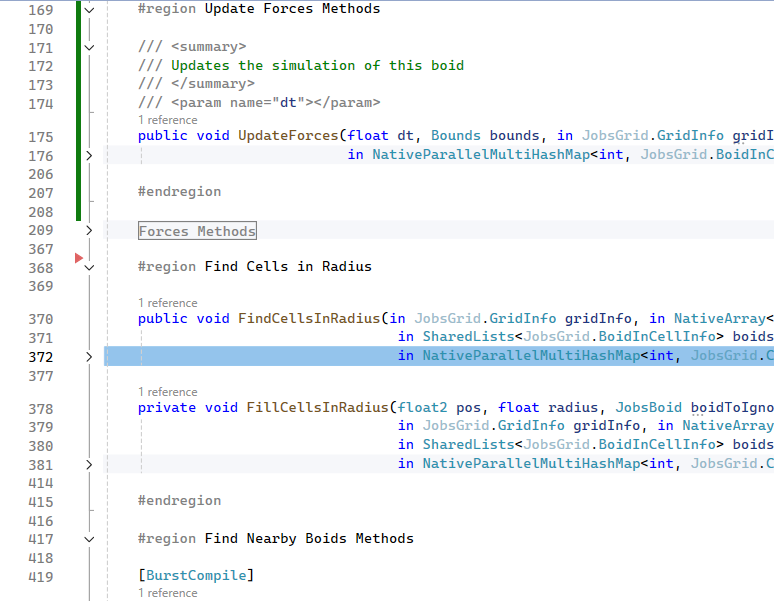 169 #region Update Forces Methods
170
171 /// <summary>
172 /// Updates the simulation of this boid
173 /// </summary>
174 /// <param name="dt"></param>
1 reference
175 public void UpdateForces(float dt, Bounds bounds, in JobsGrid.GridInfo gridI
176 in NativeParallelMultiHashMap<int, JobsGrid.BoidInC
206
207 #endregion
208
209 Forces Methods
367
368 #region Find Cells in Radius
369
1 reference
370 public void FindCellsInRadius(in JobsGrid.GridInfo gridInfo, in NativeArray<
371 in SharedLists<JobsGrid.BoidInCellInfo> boids
372 in NativeParallelMultiHashMap<int, JobsGrid.C
377
1 reference
378 private void FillCellsInRadius(float2 pos, float radius, JobsBoid boidToIgno
379 in JobsGrid.GridInfo gridInfo, in NativeArray
380 in SharedLists<JobsGrid.BoidInCellInfo> boids
381 in NativeParallelMultiHashMap<int, JobsGrid.C
414
415 #endregion
416
417 #region Find Nearby Boids Methods
418
419 [BurstCompile]
1 reference